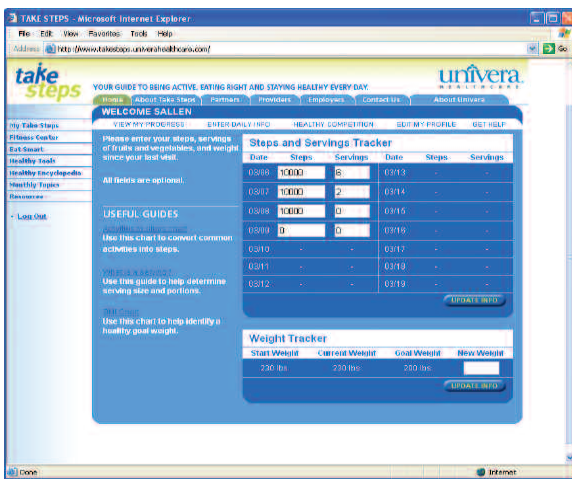 TAKE STEPS - Microsoft Internet Explorer
File Edit View Favorites Tools Help
Address http://www.takesteps.univerahealthcare.com/ Go
take steps
univera
HEALTHCARE
YOUR GUIDE TO BEING ACTIVE, EATING RIGHT AND STAYING HEALTHY EVERY DAY.
Home About Take Steps Partners Providers Employers Contact Us About Univera
WELCOME SALLEN
VIEW MY PROGRESS ENTER DAILY INFO HEALTHY COMPETITION EDIT MY PROFILE GET HELP
My Take Steps
Fitness Center
Eat Smart
Healthy Tools
Healthy Encyclopedia
Monthly Topics
Resources
Log Out
Please enter your steps, servings
of fruits and vegetables, and weight
since your last visit.
All fields are optional.
USEFUL GUIDES
Use this chart to convert common
activities into steps.
What is a serving?
Use this guide to help determine
serving size and portions.
Use this chart to help identify a
healthy goal weight.
Steps and Servings Tracker
Date Steps Servings Date Steps Servings
03/06 10000 6 03/13 - -
03/07 10000 2 03/14 - -
03/08 10000 0 03/15 - -
03/09 0 0 03/16 - -
03/10 - - 03/17 - -
03/11 - - 03/18 - -
03/12 - - 03/19 - -
UPDATE INFO
Weight Tracker
Start Weight Current Weight Goal Weight New Weight
230 lbs 230 lbs 200 lbs
UPDATE INFO
Done Internet